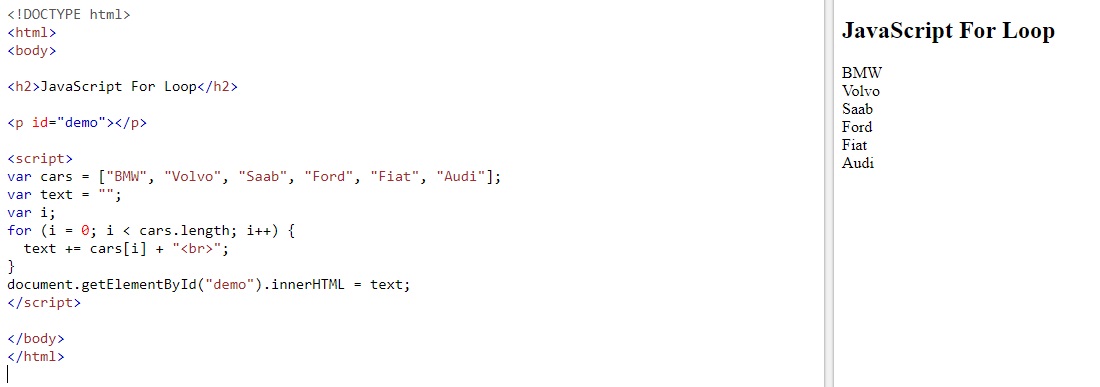 <!DOCTYPE html>
<html>
<body>
<h2>JavaScript For Loop</h2>
<p id="demo"></p>
<script>
var cars = ["BMW", "Volvo", "Saab", "Ford", "Fiat", "Audi"];
var text = "";
var i;
for (i = 0; i < cars.length; i++) {
  text += cars[i] + "<br>";
}
document.getElementById("demo").innerHTML = text;
</script>
</body>
</html>
JavaScript For Loop
BMW
Volvo
Saab
Ford
Fiat
Audi